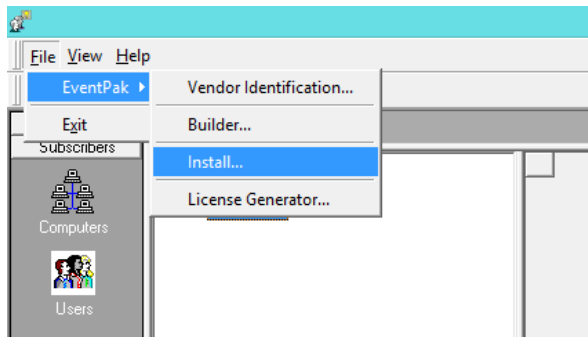 File View Help
EventPak
Exit
Vendor Identification...
Builder...
Install...
License Generator...
Subscribers
Computers
Users